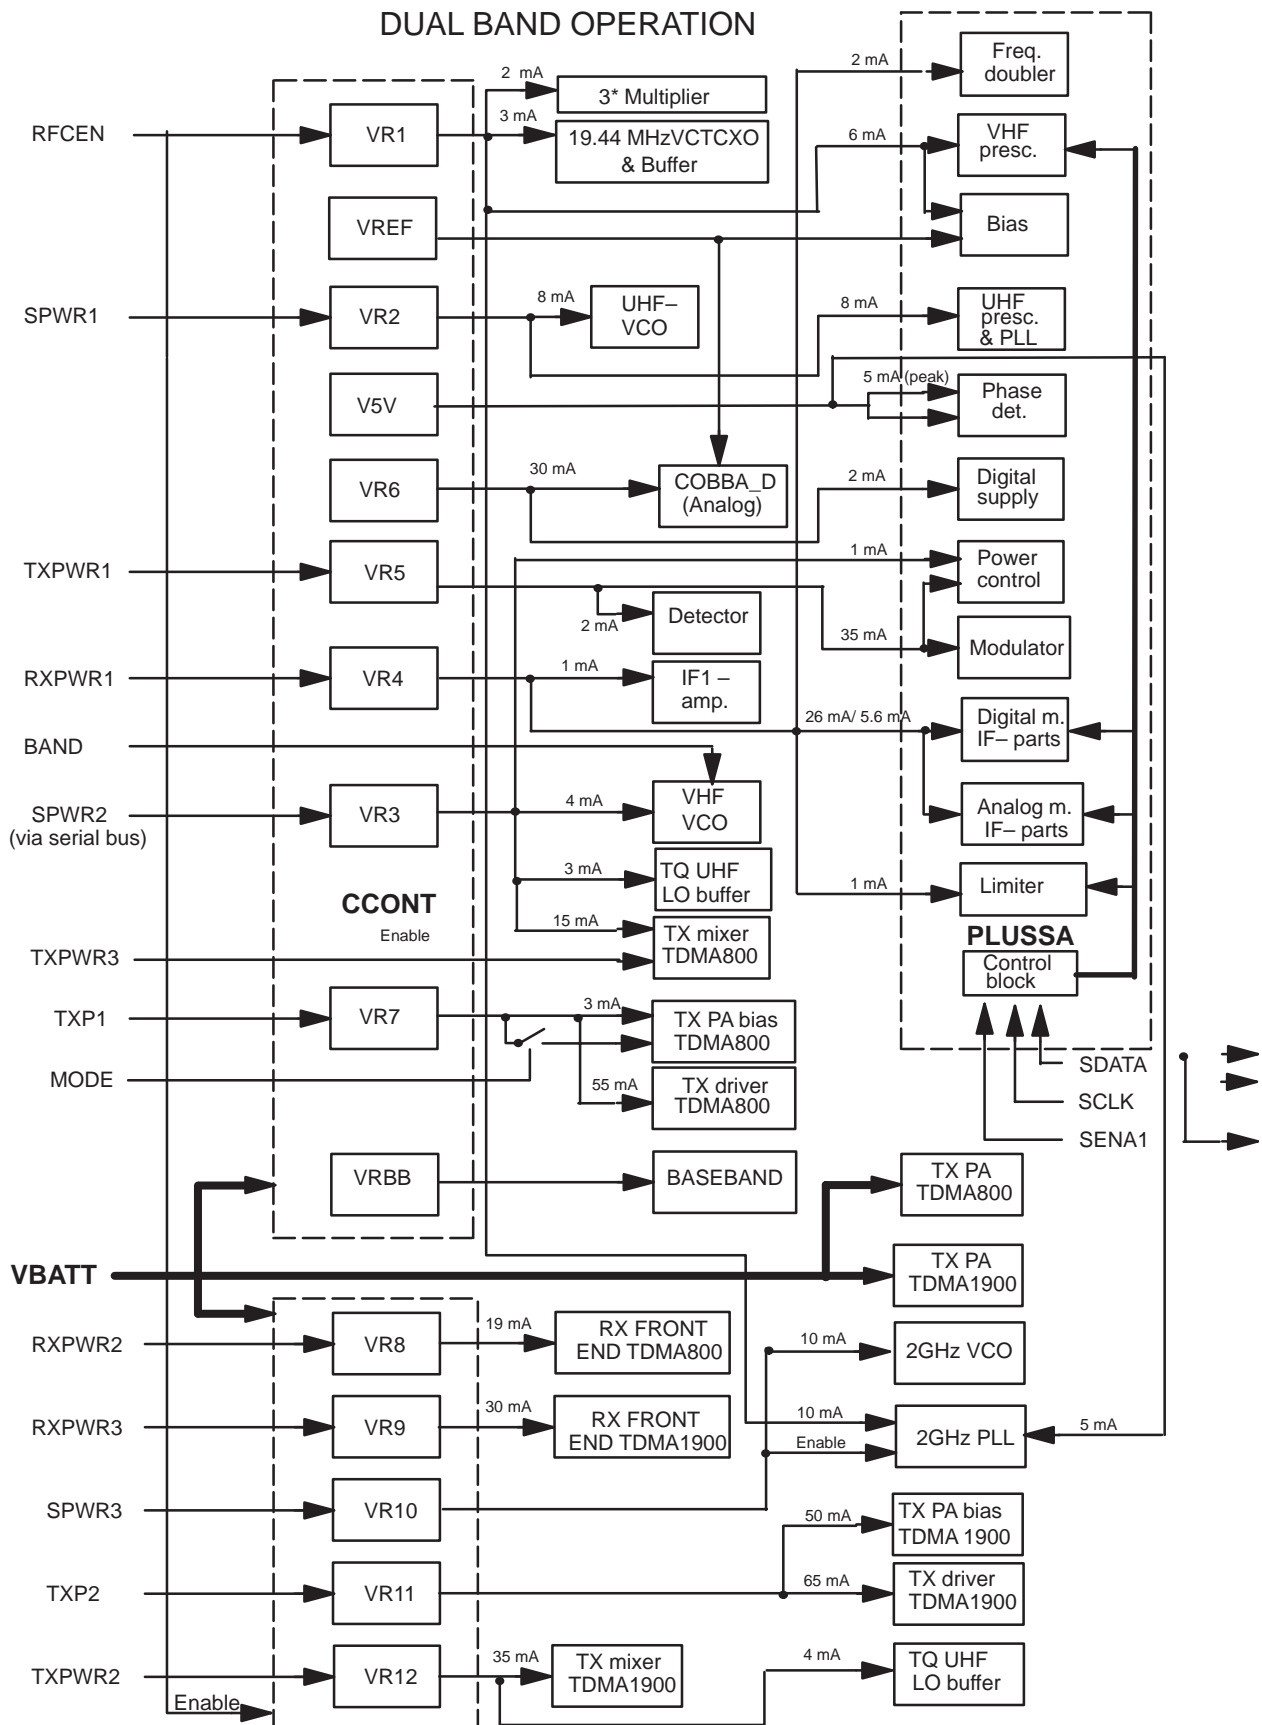 DUAL BAND OPERATION
2 mA
3* Multiplier
2 mA
Freq.
doubler
RFCEN
VR1
3 mA
19.44 MHzVCTCXO
& Buffer
6 mA
VHF
presc.
VREF
Bias
SPWR1
VR2
8 mA
UHF–
VCO
8 mA
UHF
presc.
& PLL
V5V
5 mA (peak)
Phase
det.
VR6
30 mA
COBBA_D
(Analog)
2 mA
Digital
supply
TXPWR1
VR5
1 mA
Power
control
2 mA
Detector
35 mA
Modulator
RXPWR1
VR4
1 mA
IF1 –
amp.
26 mA/ 5.6 mA
Digital m.
IF– parts
BAND
SPWR2
(via serial bus)
VR3
4 mA
VHF
VCO
Analog m.
IF– parts
3 mA
TQ UHF
LO buffer
1 mA
Limiter
CCONT
Enable
15 mA
TX mixer
TDMA800
PLUSSA
Control
block
TXPWR3
TXP1
VR7
3 mA
TX PA bias
TDMA800
MODE
55 mA
TX driver
TDMA800
SDATA
SCLK
SENA1
VRBB
BASEBAND
TX PA
TDMA800
VBATT
TX PA
TDMA1900
RXPWR2
VR8
19 mA
RX FRONT
END TDMA800
10 mA
2GHz VCO
RXPWR3
VR9
30 mA
RX FRONT
END TDMA1900
10 mA
Enable
2GHz PLL
5 mA
SPWR3
VR10
50 mA
TX PA bias
TDMA 1900
TXP2
VR11
65 mA
TX driver
TDMA1900
TXPWR2
VR12
35 mA
TX mixer
TDMA1900
4 mA
TQ UHF
LO buffer
Enable